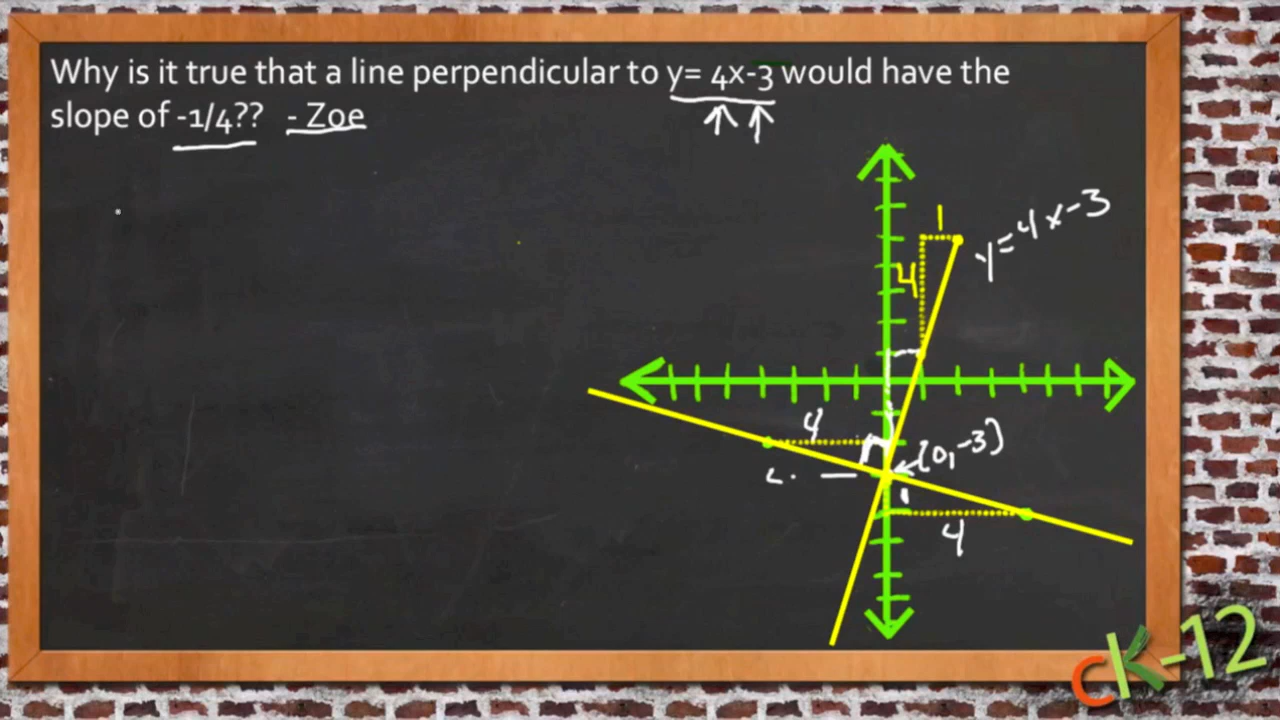 Why is it true that a line perpendicular to y= 4x-3 would have the
slope of -1/4?? - Zoe
1
y=4x-3
4
4
(0,-3)
1
4
CK-12